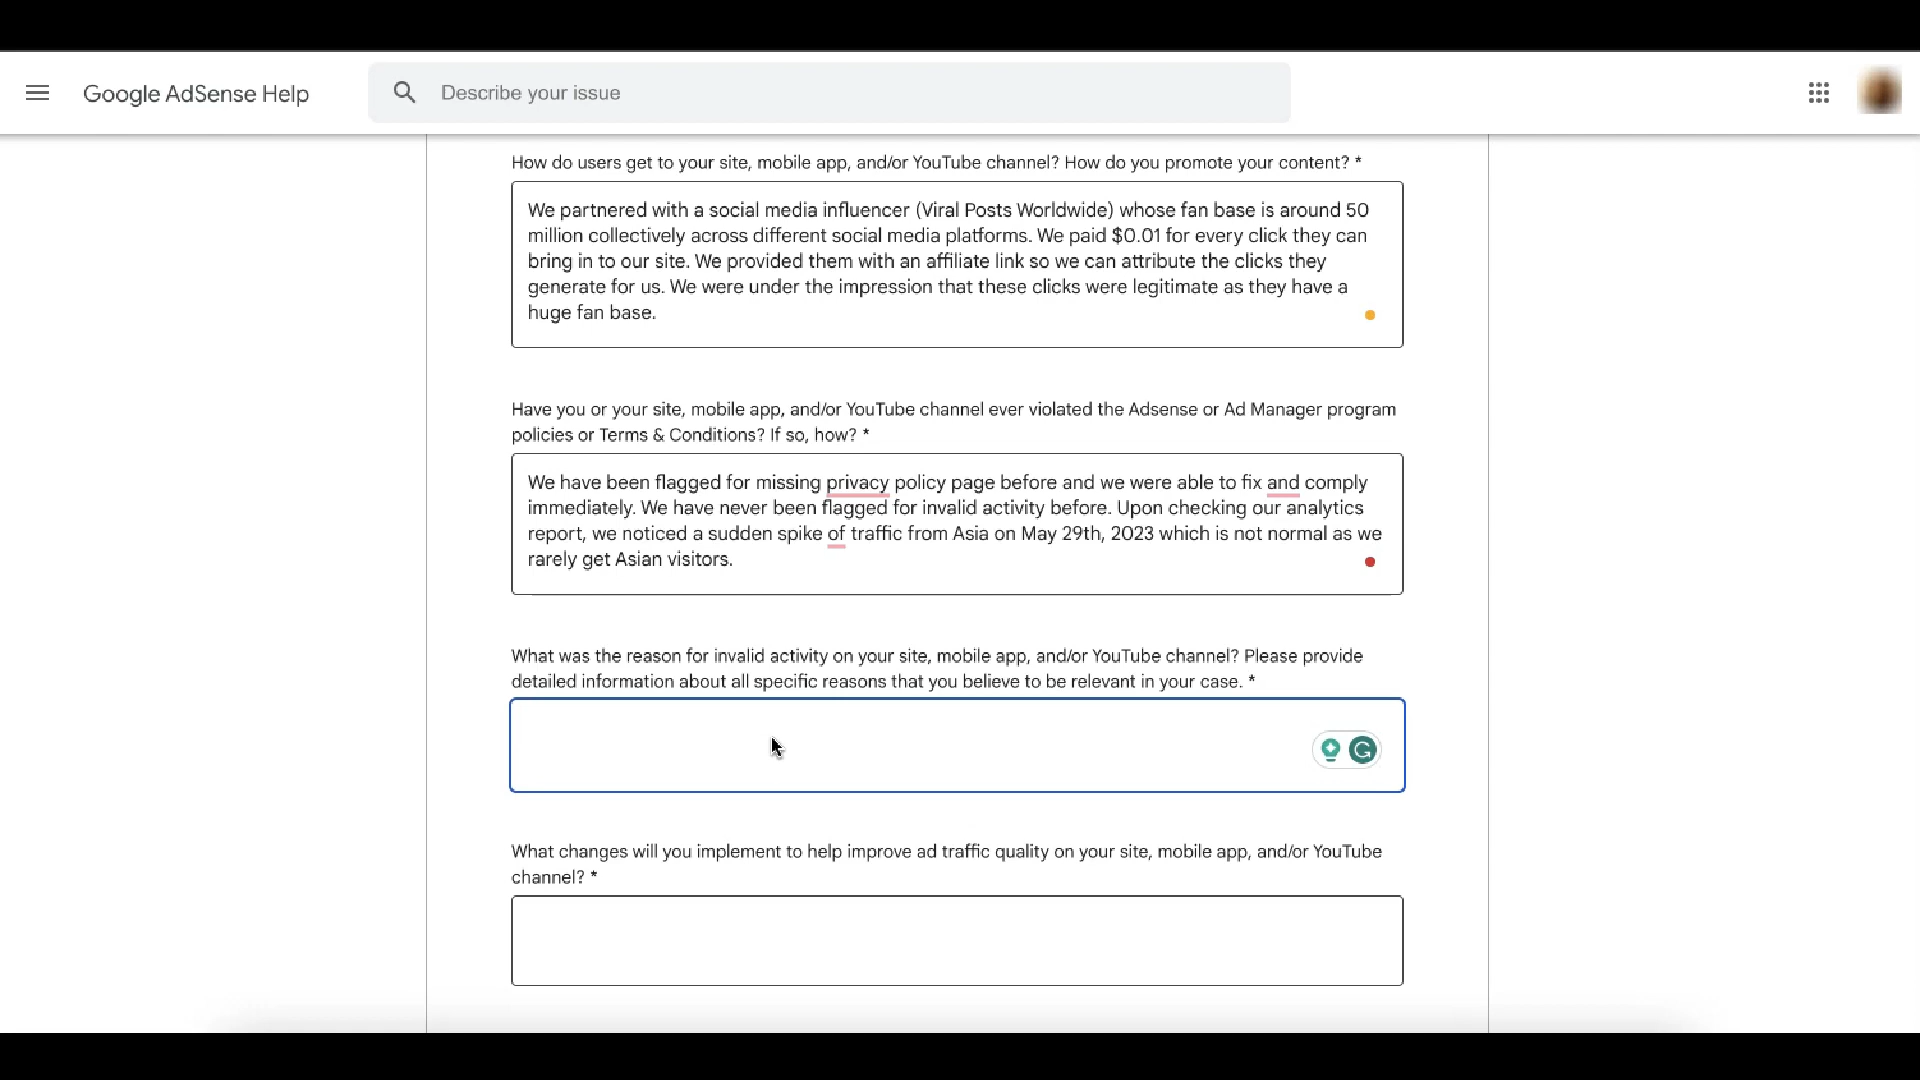 Google AdSense Help
Describe your issue
How do users get to your site, mobile app, and/or YouTube channel? How do you promote your content? *
We partnered with a social media influencer (Viral Posts Worldwide) whose fan base is around 50
million collectively across different social media platforms. We paid $0.01 for every click they can
bring in to our site. We provided them with an affiliate link so we can attribute the clicks they
generate for us. We were under the impression that these clicks were legitimate as they have a
huge fan base.
Have you or your site, mobile app, and/or YouTube channel ever violated the Adsense or Ad Manager program
policies or Terms & Conditions? If so, how? *
We have been flagged for missing privacy policy page before and we were able to fix and comply
immediately. We have never been flagged for invalid activity before. Upon checking our analytics
report, we noticed a sudden spike of traffic from Asia on May 29th, 2023 which is not normal as we
rarely get Asian visitors.
What was the reason for invalid activity on your site, mobile app, and/or YouTube channel? Please provide
detailed information about all specific reasons that you believe to be relevant in your case. *
What changes will you implement to help improve ad traffic quality on your site, mobile app, and/or YouTube
channel? *